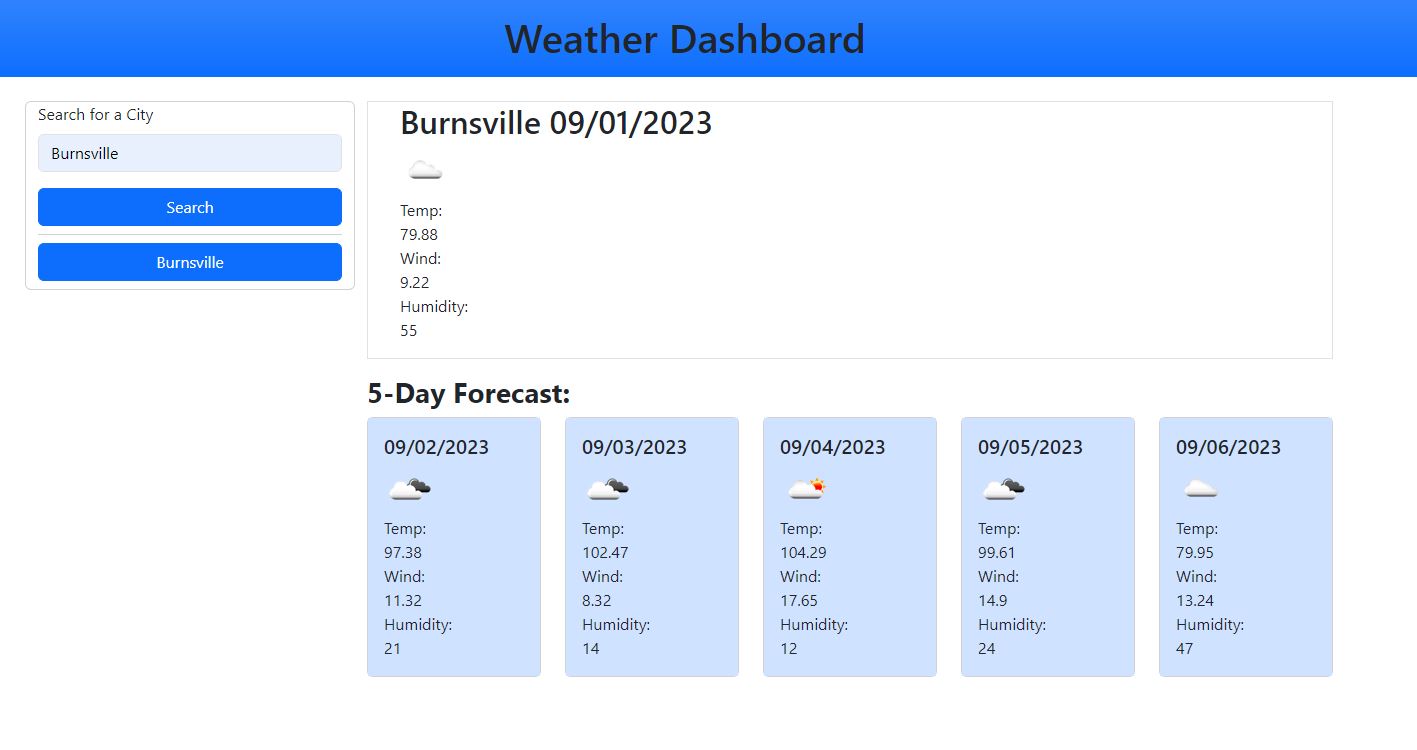 Weather Dashboard
Search for a City
Burnsville
Search
Burnsville
Burnsville 09/01/2023
Temp:
79.88
Wind:
9.22
Humidity:
55
5-Day Forecast:
09/02/2023
Temp:
97.38
Wind:
11.32
Humidity:
21
09/03/2023
Temp:
102.47
Wind:
8.32
Humidity:
14
09/04/2023
Temp:
104.29
Wind:
17.65
Humidity:
12
09/05/2023
Temp:
99.61
Wind:
14.9
Humidity:
24
09/06/2023
Temp:
79.95
Wind:
13.24
Humidity:
47